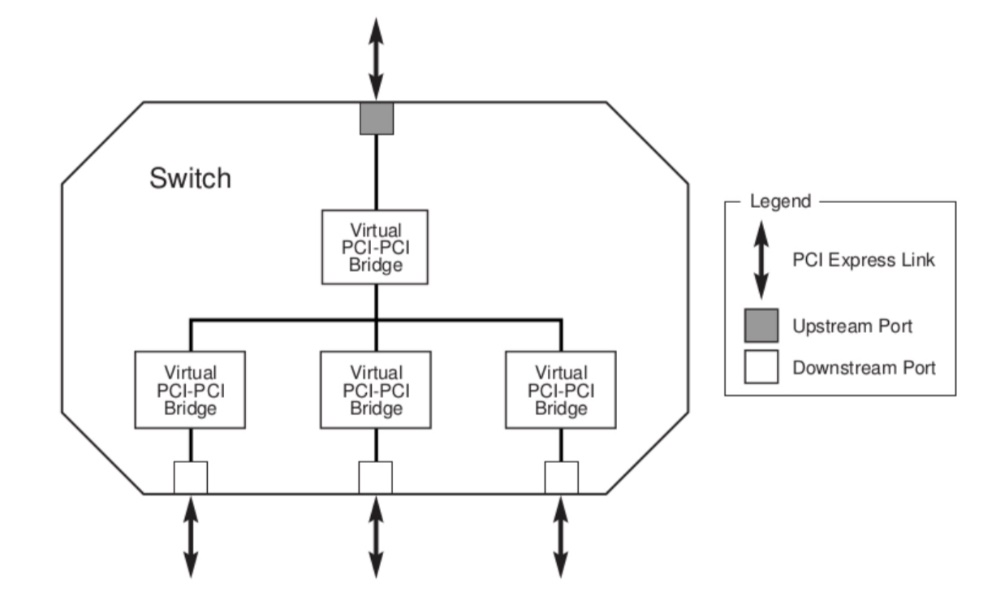 Switch
Virtual
PCI-PCI
Bridge
Virtual
PCI-PCI
Bridge
Virtual
PCI-PCI
Bridge
Virtual
PCI-PCI
Bridge
Legend
PCI Express Link
Upstream Port
Downstream Port